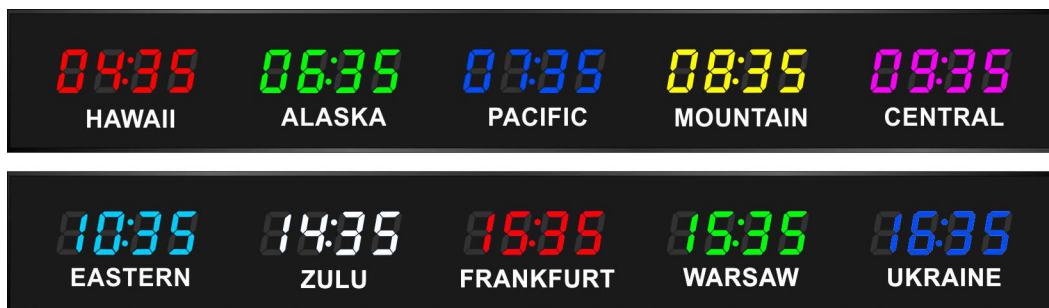 04:35 06:35 07:35 08:35 09:35
HAWAII ALASKA PACIFIC MOUNTAIN CENTRAL
10:35 14:35 15:35 15:35 16:35
EASTERN ZULU FRANKFURT WARSAW UKRAINE